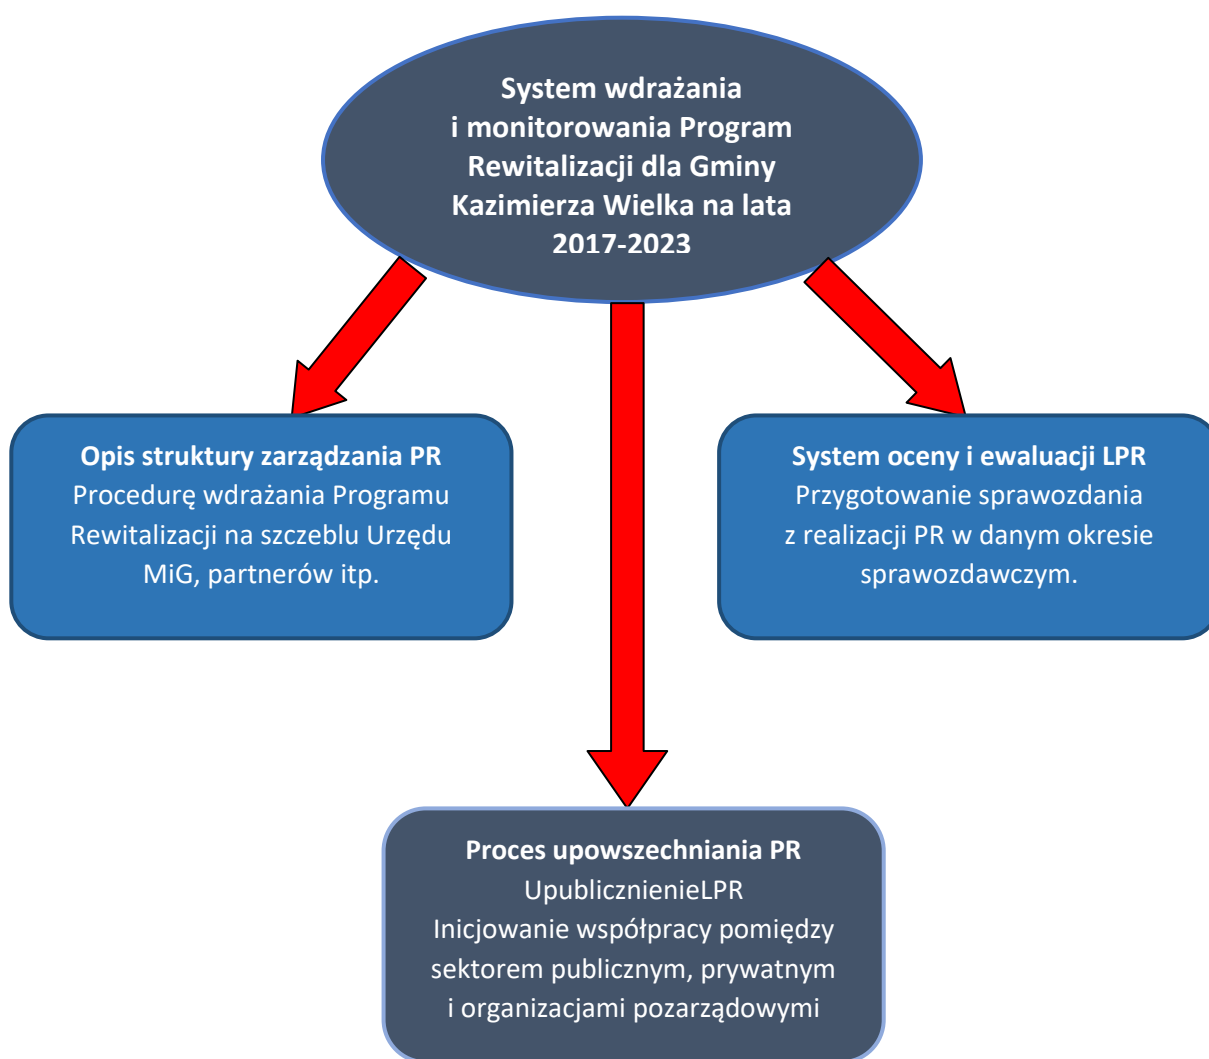 System wdrażania
i monitorowania Program
Rewitalizacji dla Gminy
Kazimierza Wielka na lata
2017-2023
Opis struktury zarządzania PR
Procedurę wdrażania Programu
Rewitalizacji na szczeblu Urzędu
MiG, partnerów itp.
System oceny i ewaluacji LPR
Przygotowanie sprawozdania
z realizacji PR w danym okresie
sprawozdawczym.
Proces upowszechniania PR
UpublicznienieLPR
Inicjowanie współpracy pomiędzy
sektorem publicznym, prywatnym
i organizacjami pozarządowymi